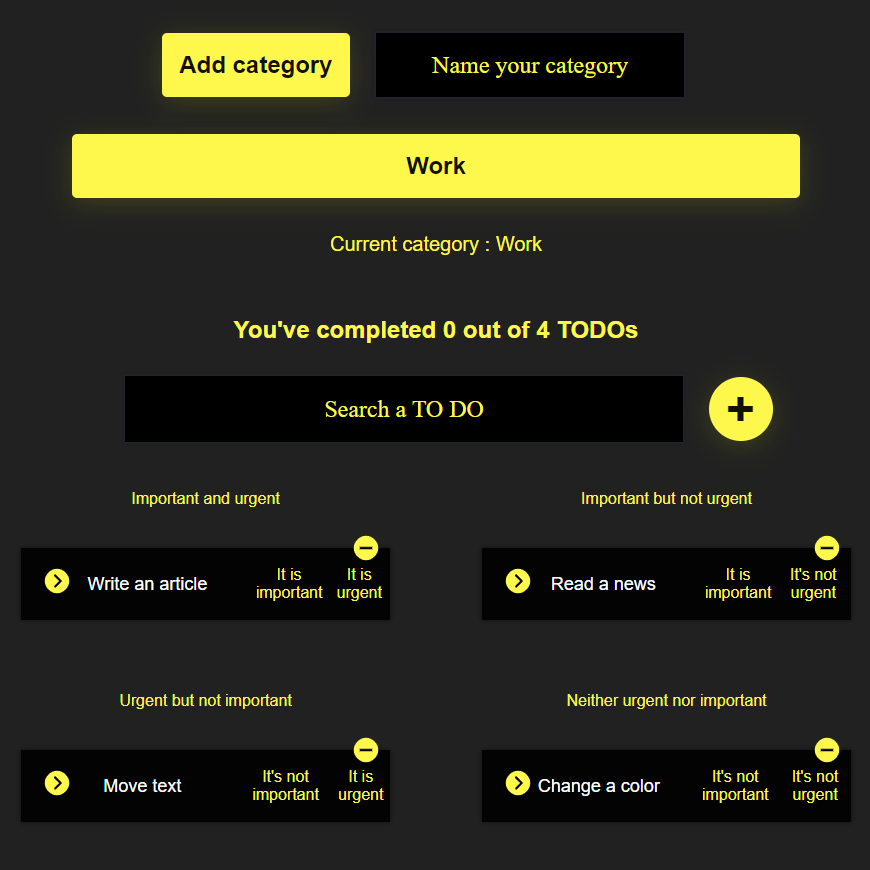 Add category
Name your category
Work
Current category : Work
You've completed 0 out of 4 TODOs
Search a TO DO
Important and urgent
Write an article
It is
important
It is
urgent
Important but not urgent
Read a news
It is
important
It's not
urgent
Urgent but not important
Move text
It's not
important
It is
urgent
Neither urgent nor important
Change a color
It's not
important
It's not
urgent